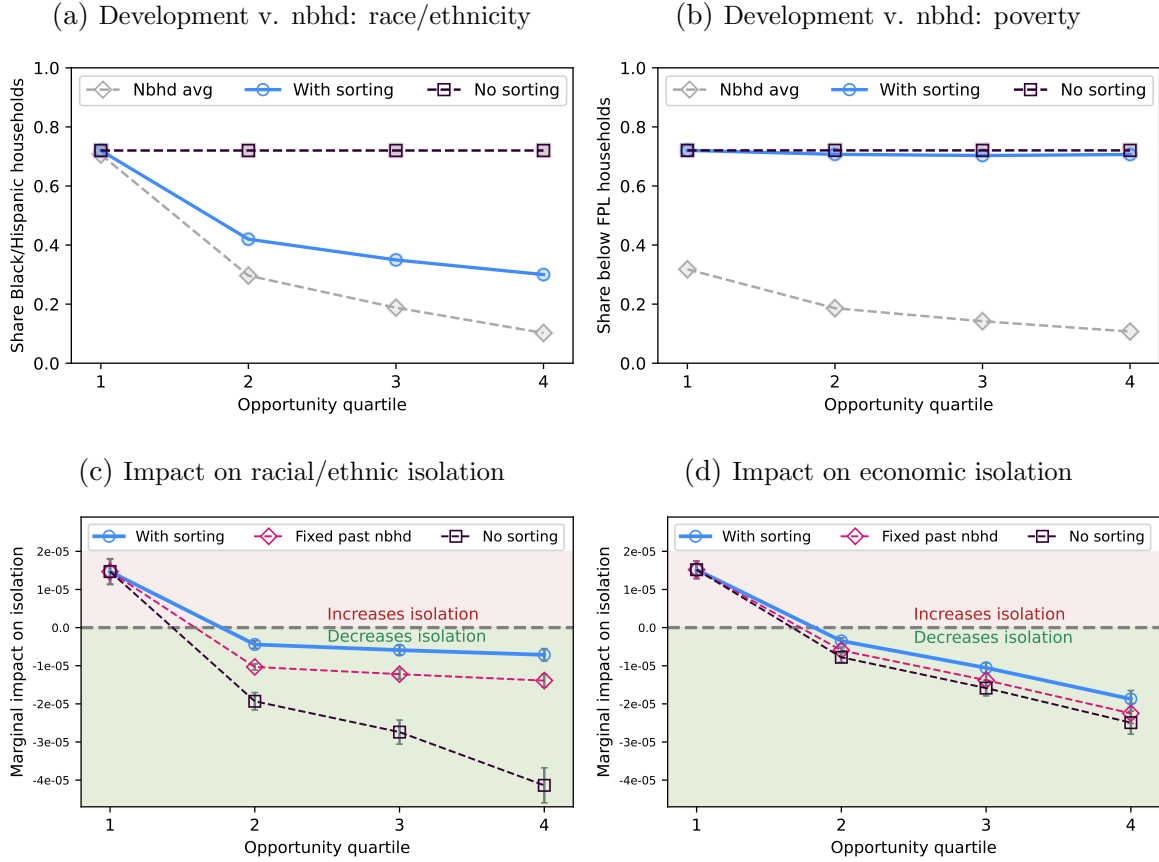 (a) Development v. nbhd: race/ethnicity
1.0
Nbhd avg With sorting No sorting
0.8
0.6
0.4
0.2
0.0
Share Black/Hispanic households
1 2 3 4
Opportunity quartile
(b) Development v. nbhd: poverty
1.0
Nbhd avg With sorting No sorting
0.8
0.6
0.4
0.2
0.0
Share below FPL households
1 2 3 4
Opportunity quartile
(c) Impact on racial/ethnic isolation
With sorting Fixed past nbhd No sorting
2e-05
1e-05
0.0
-1e-05
-2e-05
-3e-05
-4e-05
Marginal impact on isolation
Increases isolation
Decreases isolation
1 2 3 4
Opportunity quartile
(d) Impact on economic isolation
With sorting Fixed past nbhd No sorting
2e-05
1e-05
0.0
-1e-05
-2e-05
-3e-05
-4e-05
Marginal impact on isolation
Increases isolation
Decreases isolation
1 2 3 4
Opportunity quartile